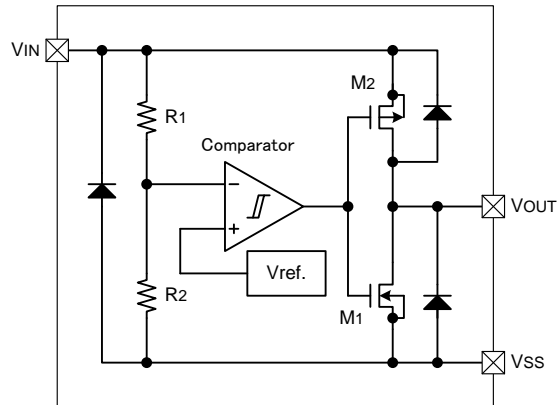 VIN
M2
R1
Comparator
−
+
VOUT
Vref.
R2
M1
VSS